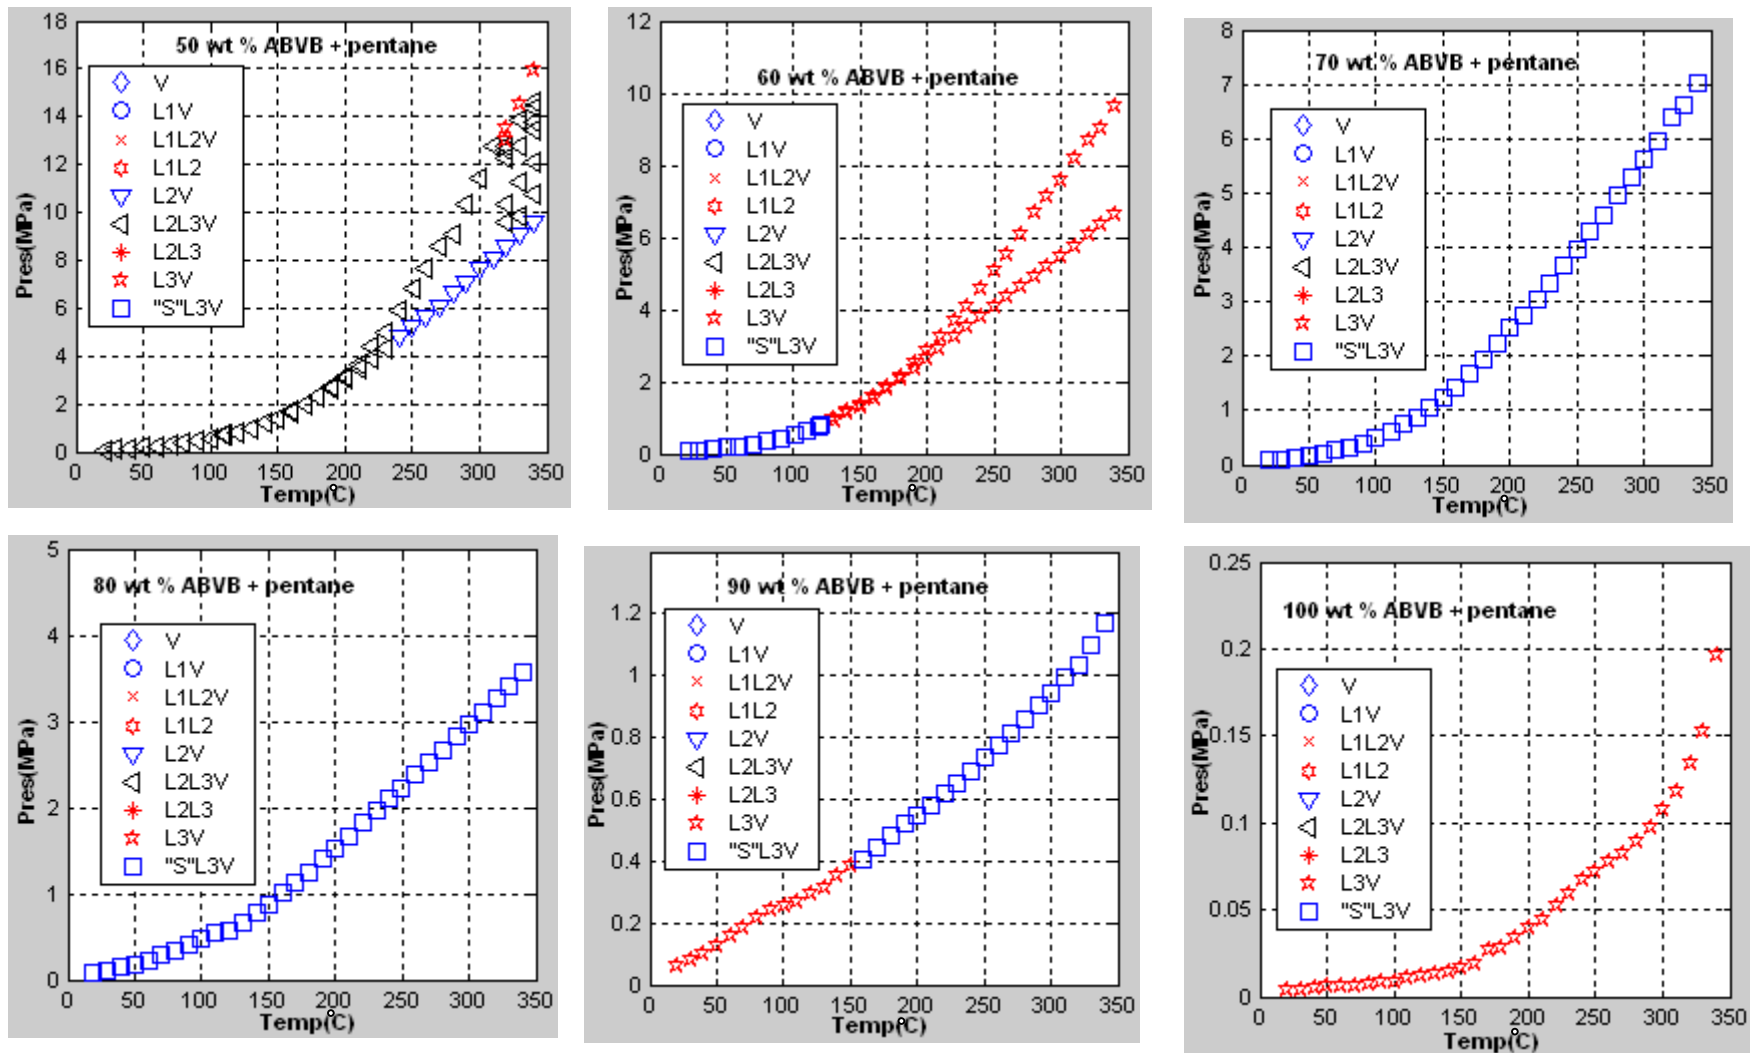 50 wt % ABVB + pentane
18
16
14
12
10
8
6
4
2
0
Pres(MPa)
V
L1V
L1L2V
L1L2
L2V
L2L3V
L2L3
L3V
"S"L3V
0 50 100 150 200 250 300 350
Temp(°C)
60 wt % ABVB + pentane
12
10
8
6
4
2
0
Pres(MPa)
V
L1V
L1L2V
L1L2
L2V
L2L3V
L2L3
L3V
"S"L3V
0 50 100 150 200 250 300 350
Temp(°C)
70 wt % ABVB + pentane
8
7
6
5
4
3
2
1
0
Pres(MPa)
V
L1V
L1L2V
L1L2
L2V
L2L3V
L2L3
L3V
"S"L3V
0 50 100 150 200 250 300 350
Temp(°C)
80 wt % ABVB + pentane
5
4
3
2
1
0
Pres(MPa)
V
L1V
L1L2V
L1L2
L2V
L2L3V
L2L3
L3V
"S"L3V
0 50 100 150 200 250 300 350
Temp(°C)
90 wt % ABVB + pentane
1.2
1
0.8
0.6
0.4
0.2
0
Pres(MPa)
V
L1V
L1L2V
L1L2
L2V
L2L3V
L2L3
L3V
"S"L3V
0 50 100 150 200 250 300 350
Temp(°C)
100 wt % ABVB + pentane
0.25
0.2
0.15
0.1
0.05
0
Pres(MPa)
V
L1V
L1L2V
L1L2
L2V
L2L3V
L2L3
L3V
"S"L3V
0 50 100 150 200 250 300 350
Temp(°C)